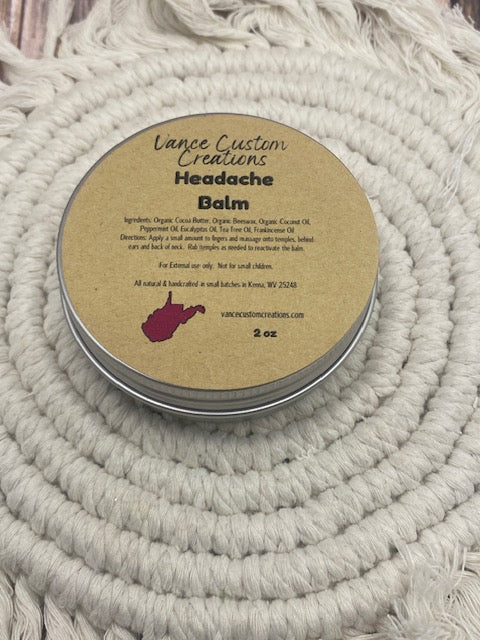 Vance Custom
Creations
Headache
Balm
Ingredients: Organic Cocoa Butter, Organic Beeswax, Organic Coconut Oil,
Peppermint Oil, Eucalyptus Oil, Tea Tree Oil, Frankincense Oil
Directions: Apply a small amount to fingers and massage onto temples, behind
ears and back of neck. Rub temples as needed to reactivate the balm.
For External use only. Not for small children.
All natural & handcrafted in small batches in Kenna, WV 25248
vancecustomcreations.com
2 oz